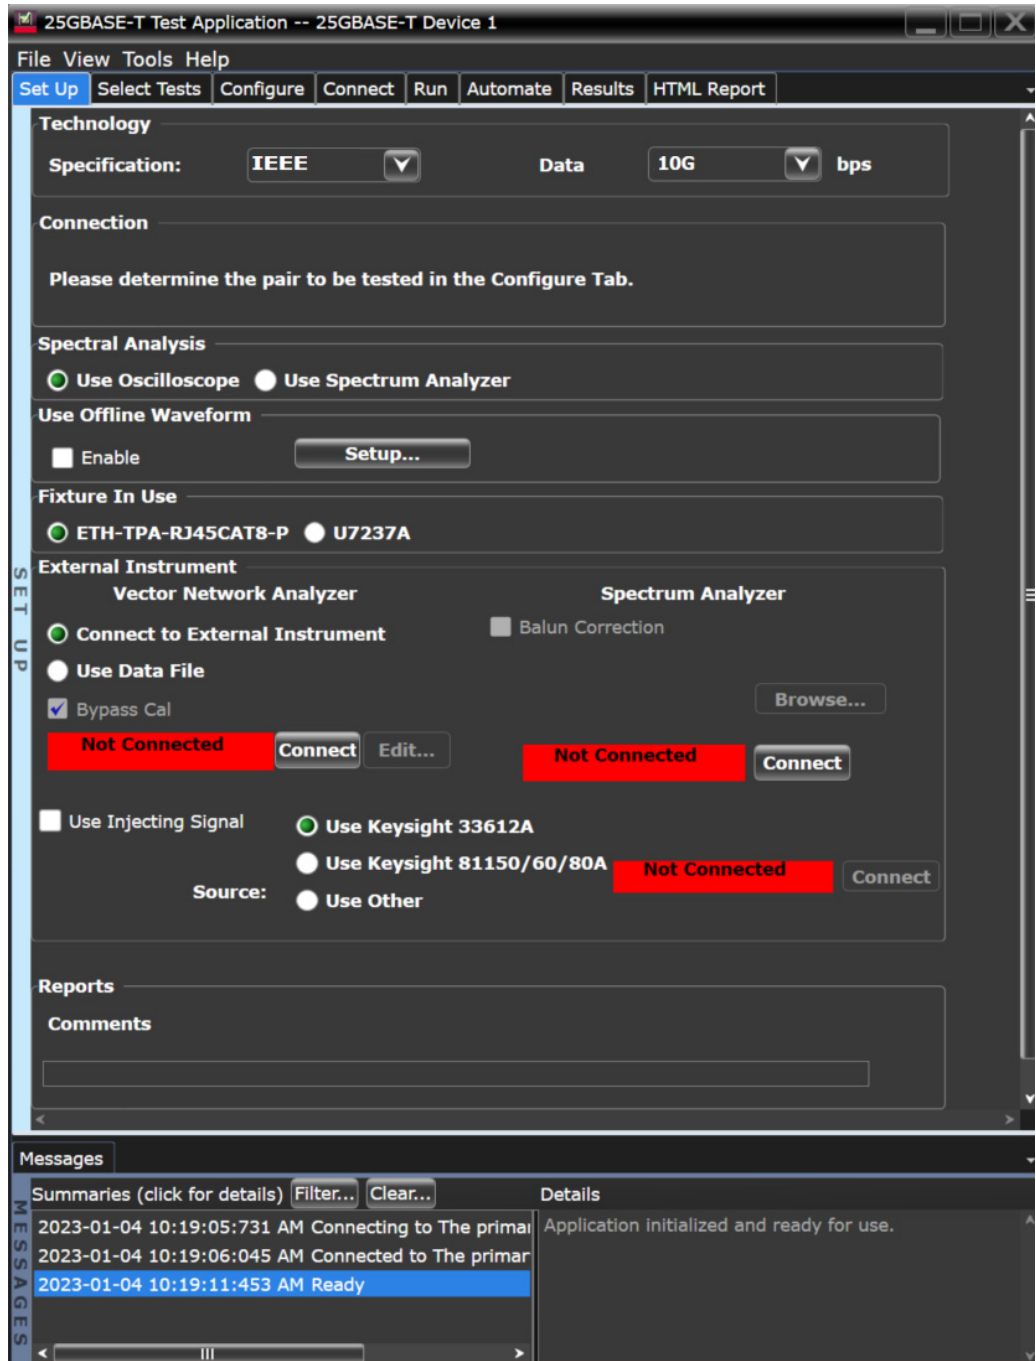 25GBASE-T Test Application -- 25GBASE-T Device 1
File View Tools Help
Set Up Select Tests Configure Connect Run Automate Results HTML Report
Technology
Specification: IEEE Data 10G bps
Connection
Please determine the pair to be tested in the Configure Tab.
Spectral Analysis
Use Oscilloscope Use Spectrum Analyzer
Use Offline Waveform
Enable Setup...
Fixture In Use
ETH-TPA-RJ45CAT8-P U7237A
External Instrument
Vector Network Analyzer Spectrum Analyzer
Connect to External Instrument Balun Correction
Use Data File
Browse...
Bypass Cal
Not Connected Connect Edit... Not Connected Connect
Use Injecting Signal Use Keysight 33612A
Use Keysight 81150/60/80A Not Connected Connect
Source: Use Other
SET UP
Reports
Comments
Messages
Summaries (click for details) Filter... Clear... Details
2023-01-04 10:19:05:731 AM Connecting to The primar Application initialized and ready for use.
2023-01-04 10:19:06:045 AM Connected to The primar
2023-01-04 10:19:11:453 AM Ready
MESSAGES